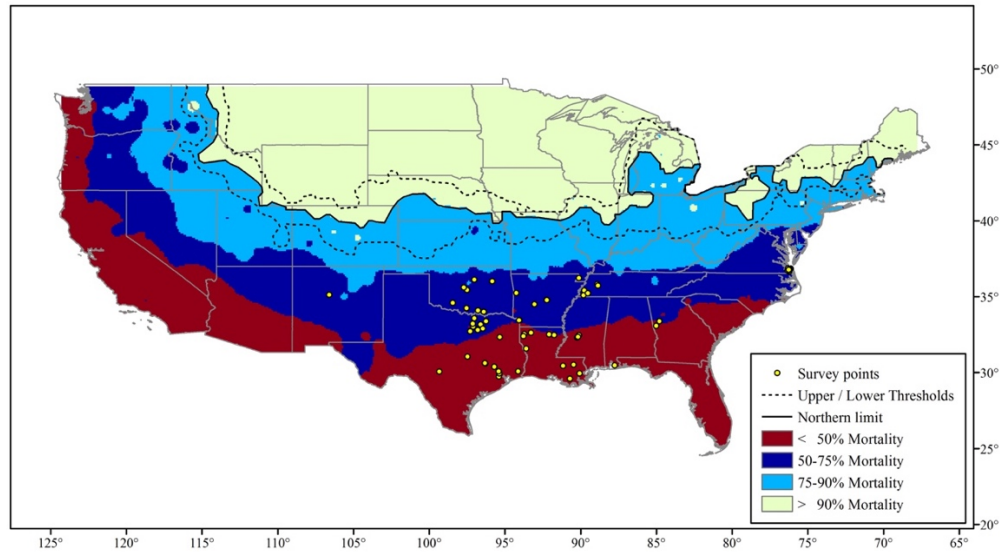 50°
45°
40°
35°
30°
25°
20°
Survey points
Upper / Lower Thresholds
Northern limit
< 50% Mortality
50-75% Mortality
75-90% Mortality
> 90% Mortality
125° 120° 115° 110° 105° 100° 95° 90° 85° 80° 75° 70° 65°